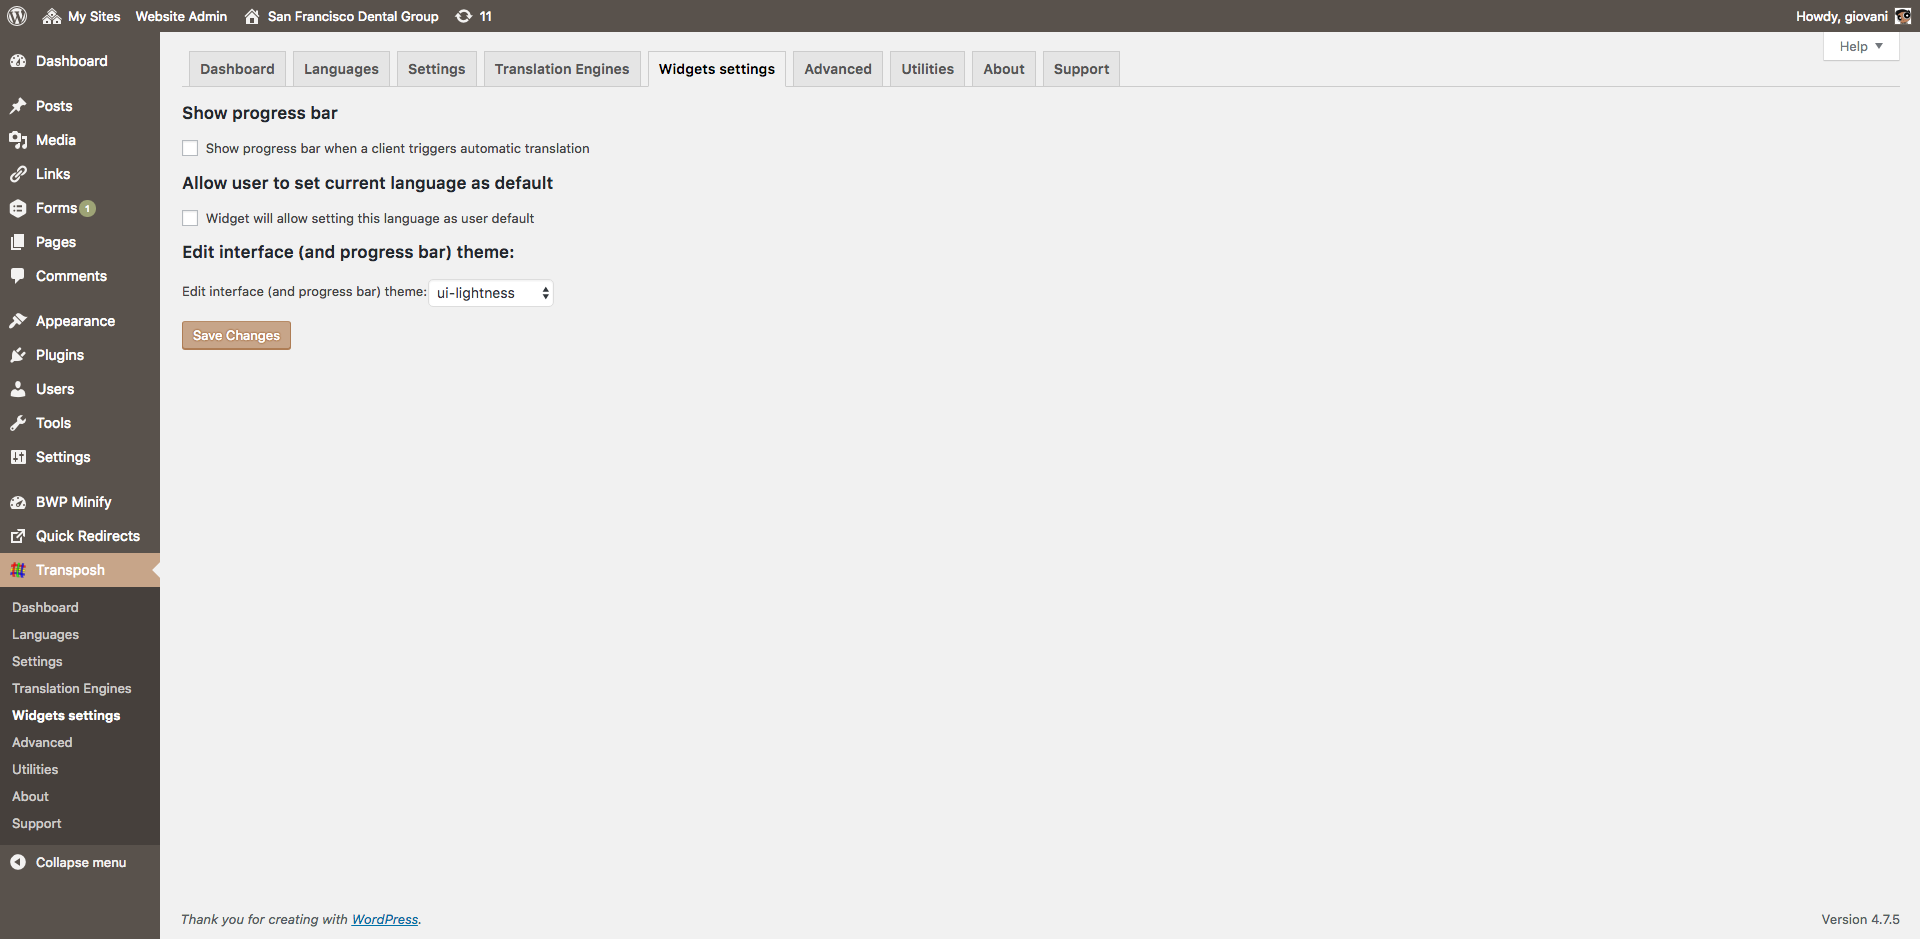 My Sites Website Admin San Francisco Dental Group 11 Howdy, giovani
Help
Dashboard
Posts
Media
Links
Forms 1
Pages
Comments
Appearance
Plugins
Users
Tools
Settings
BWP Minify
Quick Redirects
Transposh
Dashboard
Languages
Settings
Translation Engines
Widgets settings
Advanced
Utilities
About
Support
Collapse menu
Dashboard Languages Settings Translation Engines Widgets settings Advanced Utilities About Support
Show progress bar
Show progress bar when a client triggers automatic translation
Allow user to set current language as default
Widget will allow setting this language as user default
Edit interface (and progress bar) theme:
Edit interface (and progress bar) theme: ui-lightness
Save Changes
Thank you for creating with WordPress. Version 4.7.5